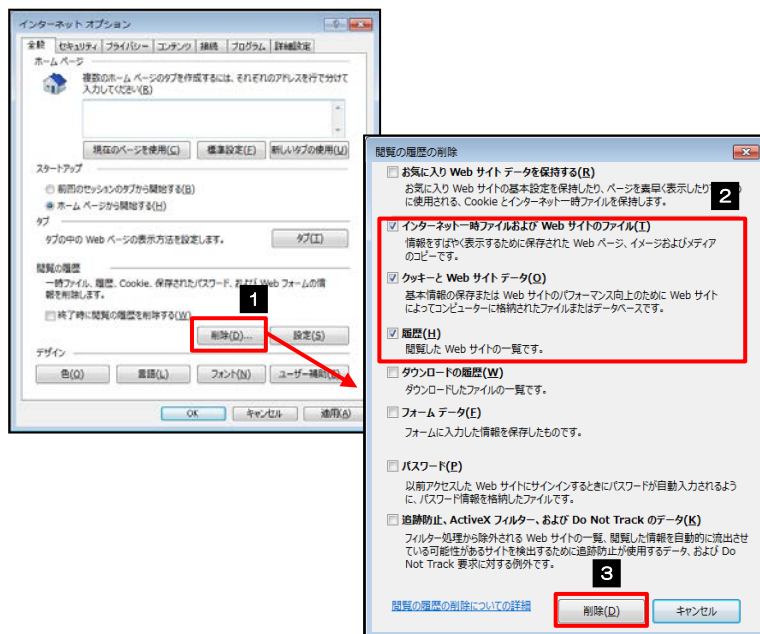 インターネット オプション
全般 セキュリティ プライバシー コンテンツ 接続 プログラム 詳細設定
ホーム ページ
複数のホーム ページのタブを作成するには、それぞれのアドレスを行で分けて
入力してください(R)
現在のページを使用(C) 標準設定(F) 新しいタブの使用(U)
スタートアップ
前回のセッションのタブから開始する(B)
ホーム ページから開始する(H)
タブ
タブの中の Web ページの表示方法を設定します。 タブ(T)
閲覧の履歴
一時ファイル、履歴、Cookie、保存されたパスワード、および Web フォームの情
報を削除します。
1
終了時に閲覧の履歴を削除する(W)
削除(D)... 設定(S)
デザイン
色(O) 言語(L) フォント(N) ユーザー補助
OK キャンセル 適用(A)
閲覧の履歴の削除
お気に入り Web サイト データを保持する(R)
お気に入り Web サイトの基本設定を保持したり、ページを素早く表示したり
に使用される、Cookie とインターネット一時ファイルを保持します。
2
インターネット一時ファイルおよび Web サイトのファイル(T)
情報をすばやく表示するために保存された Web ページ、イメージおよびメディア
のコピーです。
クッキーと Web サイト データ(O)
基本情報の保存または Web サイトのパフォーマンス向上のために Web サイト
によってコンピューターに格納されたファイルまたはデータベースです。
履歴(H)
閲覧した Web サイトの一覧です。
ダウンロードの履歴(W)
ダウンロードしたファイルの一覧です。
フォーム データ(F)
フォームに入力した情報を保存したものです。
パスワード(P)
以前アクセスした Web サイトにサインインするときにパスワードが自動入力されるよう
に、パスワード情報を格納したファイルです。
追跡防止、ActiveX フィルター、および Do Not Track のデータ(K)
フィルター処理から除外される Web サイトの一覧、閲覧した情報を自動的に流出させ
ている可能性があるサイトを検出するために追跡防止が使用するデータ、および Do
Not Track 要求に対する例外です。
3
閲覧の履歴の削除についての詳細 削除(D) キャンセル